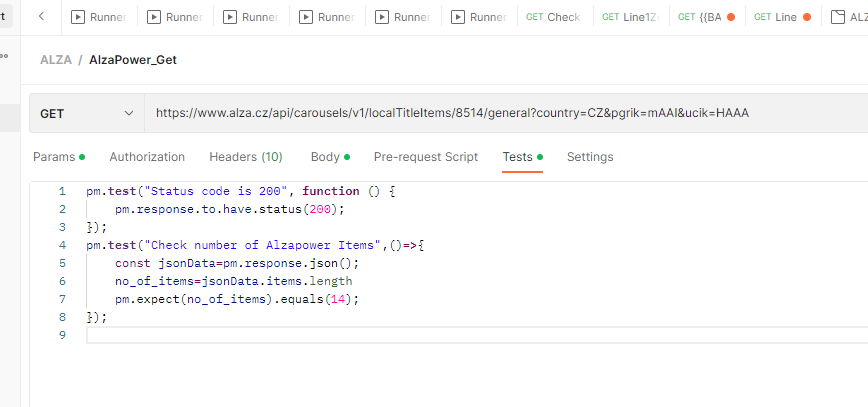 Runner
Runner
Runner
Runner
Runner
Runner
GET Check
GET Line1Z
GET {{BA
GET Line
ALZ
ALZA / AlzaPower_Get
GET
https://www.alza.cz/api/carousels/v1/localTitleItems/8514/general?country=CZ&pgrik=mAAI&ucik=HAAA
Params
Authorization
Headers (10)
Body
Pre-request Script
Tests
Settings
1 pm.test("Status code is 200", function () {
2 pm.response.to.have.status(200);
3 });
4 pm.test("Check number of Alzapower Items",()=>{
5 const jsonData=pm.response.json();
6 no_of_items=jsonData.items.length
7 pm.expect(no_of_items).equals(14);
8 });
9